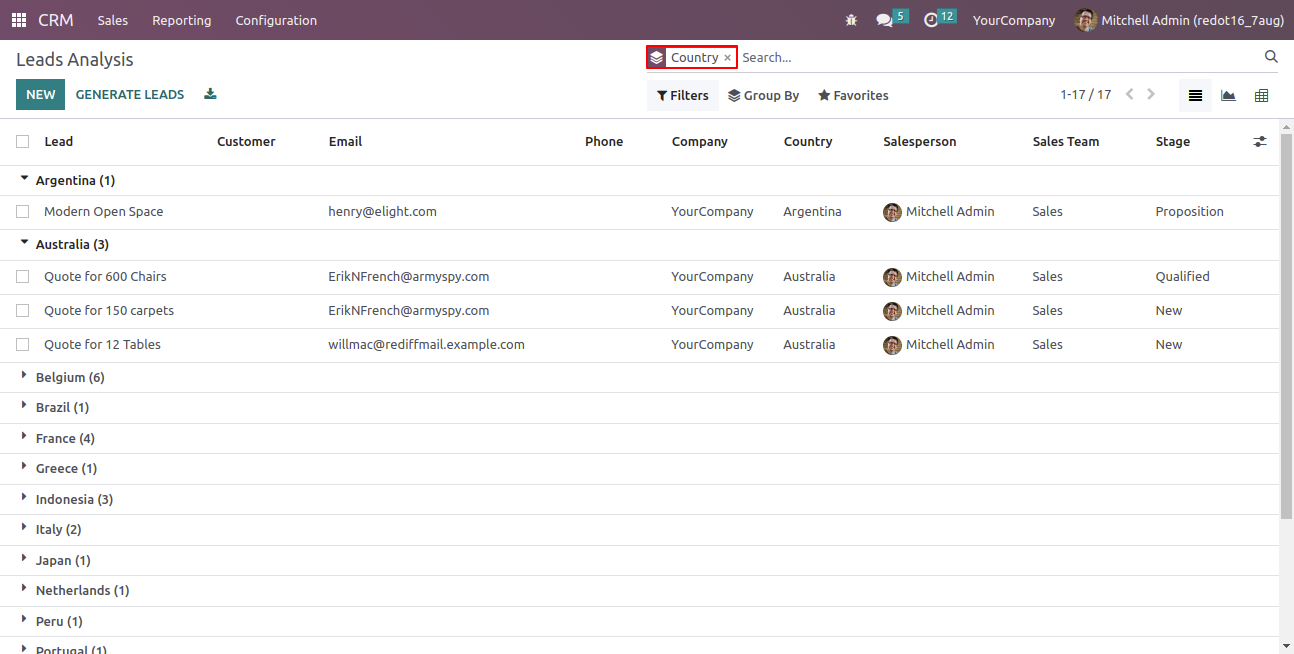 CRM Sales Reporting Configuration 5 12 YourCompany Mitchell Admin (redot16_7aug)
Leads Analysis Country × Search...
NEW GENERATE LEADS Filters Group By Favorites 1-17 / 17
Lead Customer Email Phone Company Country Salesperson Sales Team Stage
Argentina (1)
Modern Open Space henry@elight.com YourCompany Argentina Mitchell Admin Sales Proposition
Australia (3)
Quote for 600 Chairs ErikNFrench@armyspy.com YourCompany Australia Mitchell Admin Sales Qualified
Quote for 150 carpets ErikNFrench@armyspy.com YourCompany Australia Mitchell Admin Sales New
Quote for 12 Tables willmac@rediffmail.example.com YourCompany Australia Mitchell Admin Sales New
Belgium (6)
Brazil (1)
France (4)
Greece (1)
Indonesia (3)
Italy (2)
Japan (1)
Netherlands (1)
Peru (1)
Portugal (1)